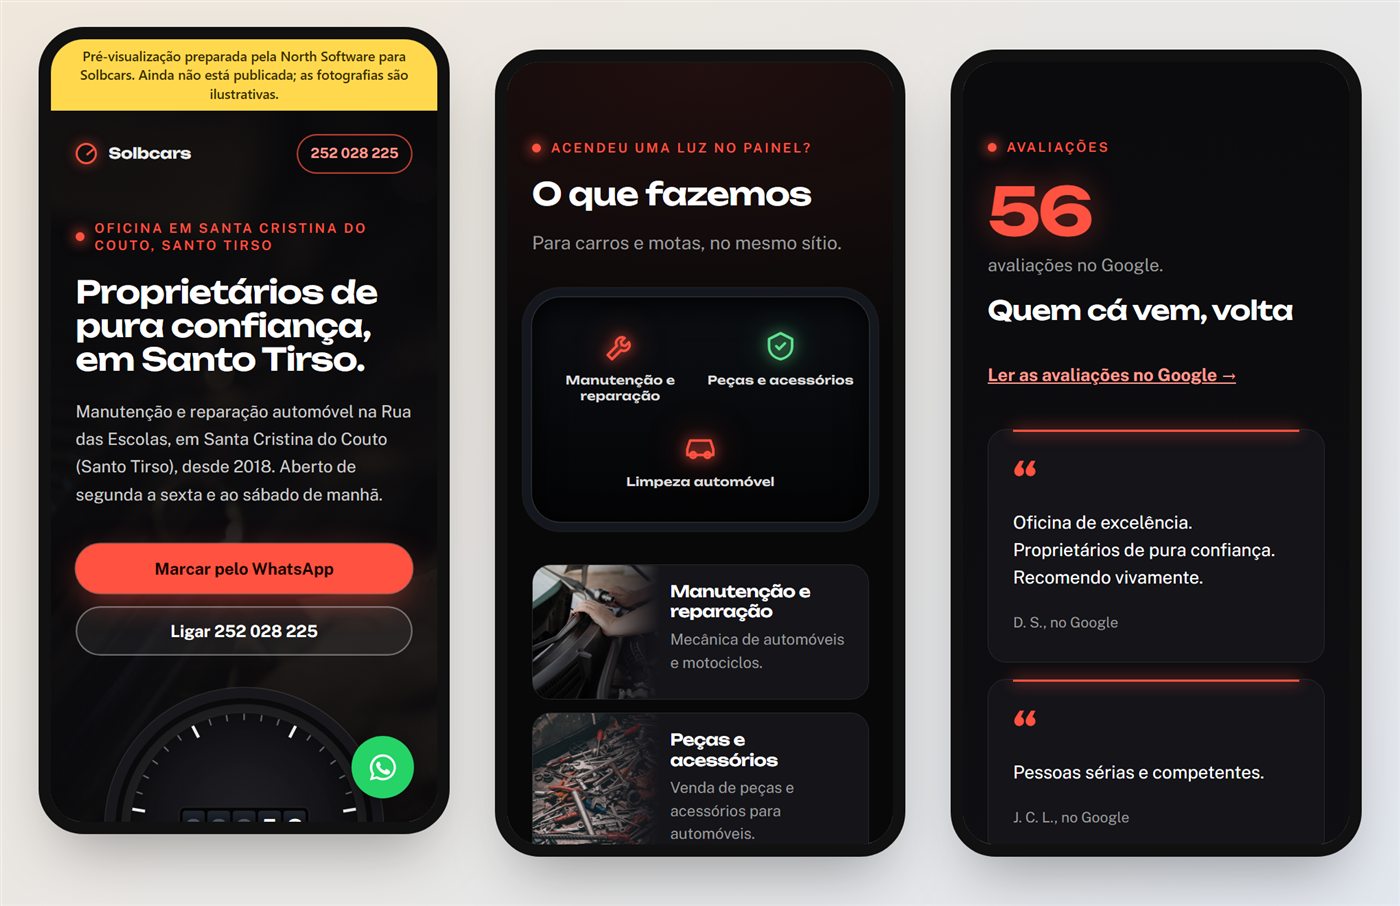 Pré-visualização preparada pela North Software para
Solbcars. Ainda não está publicada; as fotografias são
ilustrativas.
Solbcars
252 028 225
OFICINA EM SANTA CRISTINA DO
COUTO, SANTO TIRSO
Proprietários de
pura confiança,
em Santo Tirso.
Manutenção e reparação automóvel na Rua
das Escolas, em Santa Cristina do Couto
(Santo Tirso), desde 2018. Aberto de
segunda a sexta e ao sábado de manhã.
Marcar pelo WhatsApp
Ligar 252 028 225
ACENDEU UMA LUZ NO PAINEL?
O que fazemos
Para carros e motas, no mesmo sítio.
Manutenção e
reparação
Peças e acessórios
Limpeza automóvel
Manutenção e
reparação
Mecânica de automóveis
e motociclos.
Peças e
acessórios
Venda de peças e
acessórios para
automóveis.
AVALIAÇÕES
56
avaliações no Google.
Quem cá vem, volta
Ler as avaliações no Google →
“
Oficina de excelência.
Proprietários de pura confiança.
Recomendo vivamente.
D. S., no Google
“
Pessoas sérias e competentes.
J. C. L., no Google